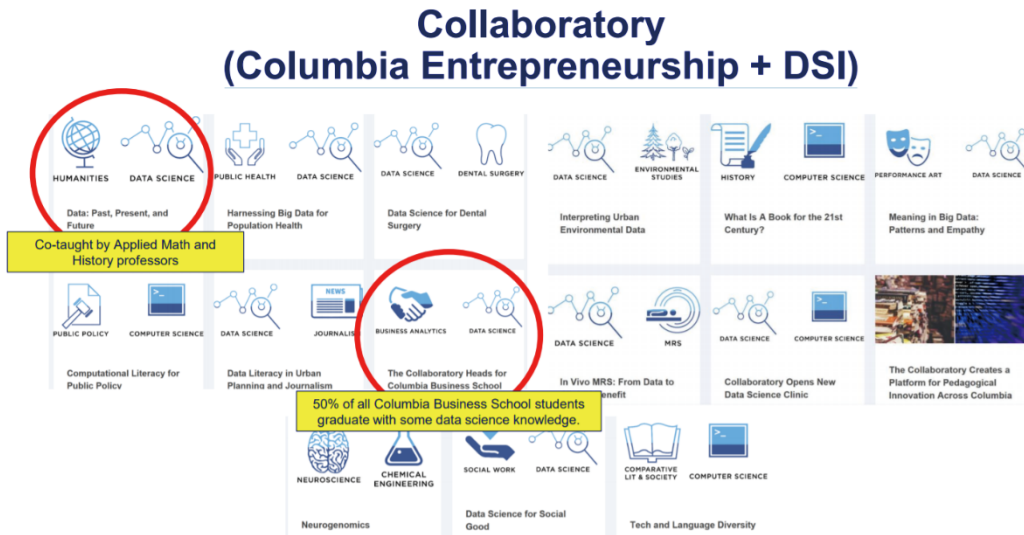 Collaboratory
(Columbia Entrepreneurship + DSI)
HUMANITIES
DATA SCIENCE
Data: Past, Present, and
Future
Co-taught by Applied Math and
History professors
PUBLIC HEALTH
DATA SCIENCE
Harnessing Big Data for
Population Health
DATA SCIENCE
DENTAL SURGERY
Data Science for Dental
Surgery
DATA SCIENCE
ENVIRONMENTAL
STUDIES
Interpreting Urban
Environmental Data
HISTORY
>_
COMPUTER SCIENCE
What Is A Book for the 21st
Century?
PERFORMANCE ART
DATA SCIENCE
Meaning in Big Data:
Patterns and Empathy
PUBLIC POLICY
>_
COMPUTER SCIENCE
Computational Literacy for
Public Policy
DATA SCIENCE
NEWS
JOURNALIS
Data Literacy in Urban
Planning and Journalism
BUSINESS ANALYTICS
DATA SCIENCE
The Collaboratory Heads for
Columbia Business School
50% of all Columbia Business School students
graduate with some data science knowledge.
DATA SCIENCE
MRS
In Vivo MRS: From Data to
DATA SCIENCE
>_
COMPUTER SCIENCE
Collaboratory Opens New
Data Science Clinic
The Collaboratory Creates a
Platform for Pedagogical
Innovation Across Columbia
NEUROSCIENCE
CHEMICAL
ENGINEERING
Neurogenomics
SOCIAL WORK
DATA SCIENCE
Data Science for Social
Good
COMPARATIVE
LIT & SOCIETY
>_
COMPUTER SCIENCE
Tech and Language Diversity